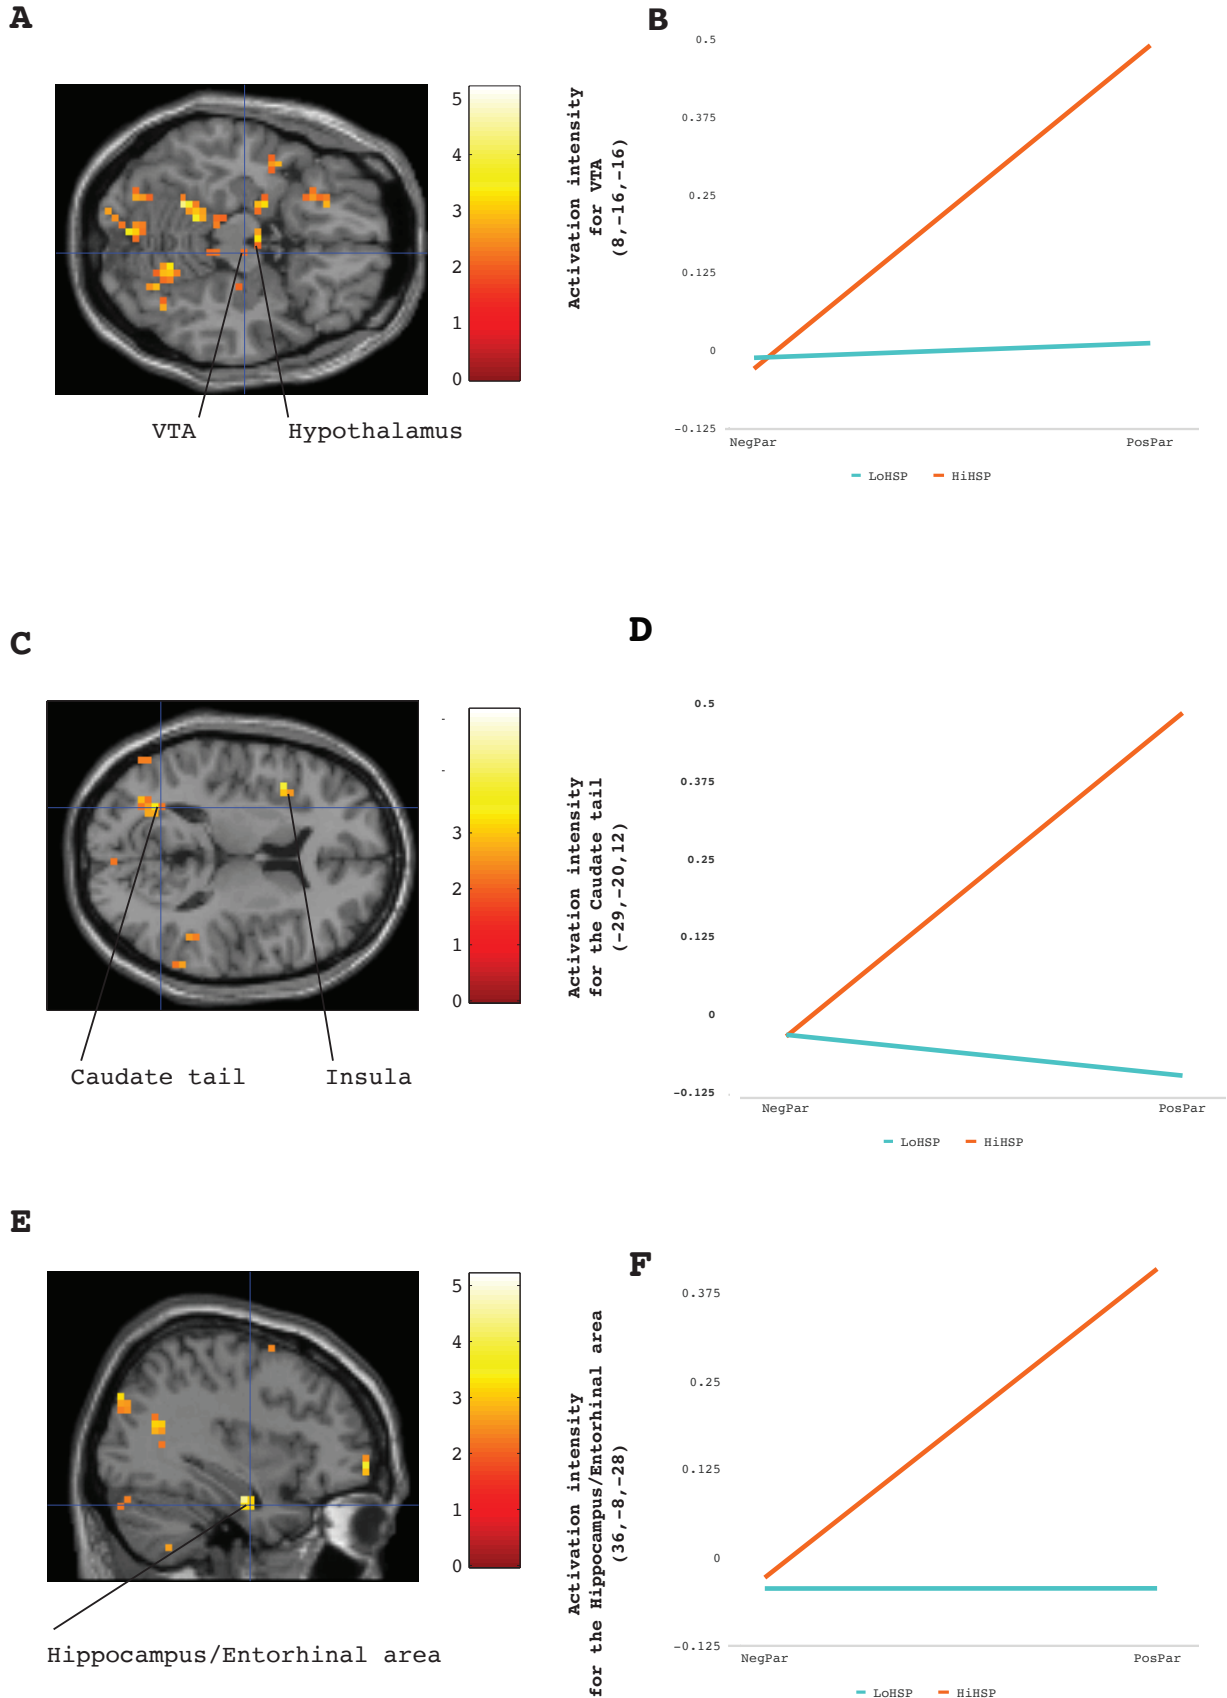 A
5
4
3
2
1
0
VTA
Hypothalamus
B
Activation intensity
for VTA
(8,-16,-16)
0.5
0.375
0.25
0.125
0
-0.125
NegPar
PosPar
LoHSP
HiHSP
C
3
2
1
0
Caudate tail
Insula
D
Activation intensity
for the Caudate tail
(-29,-20,12)
0.5
0.375
0.25
0.125
0
-0.125
NegPar
PosPar
LoHSP
HiHSP
E
5
4
3
2
1
0
Hippocampus/Entorhinal area
F
Activation intensity
for the Hippocampus/Entorhinal area
(36,-8,-28)
0.375
0.25
0.125
0
-0.125
NegPar
PosPar
LoHSP
HiHSP